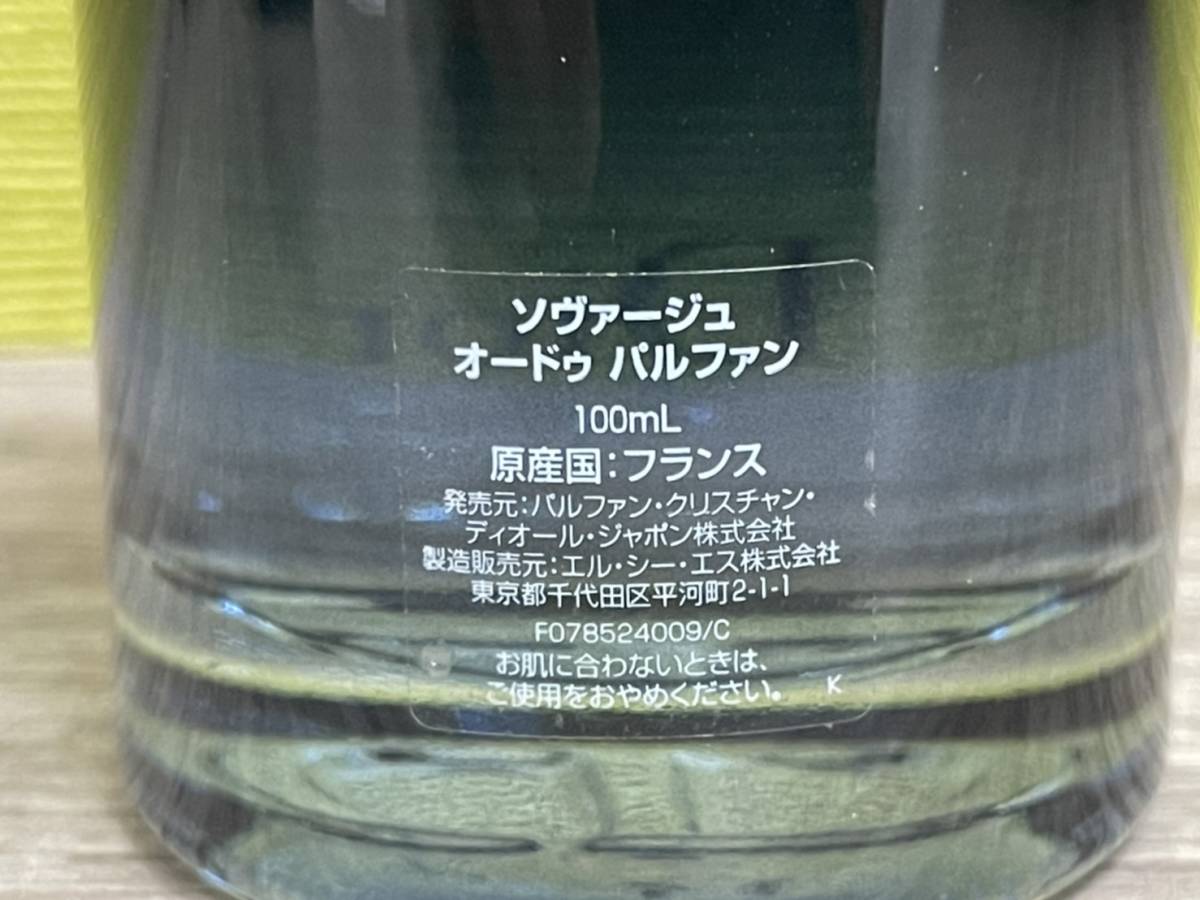 ソヴァージュ
オードゥ パルファン
100mL
原産国:フランス
発売元:パルファン・クリスチャン・
ディオール・ジャポン株式会社
製造販売元:エル・シー・エス株式会社
東京都千代田区平河町2-1-1
F078524009/C
お肌に合わないときは、
ご使用をおやめください。 K